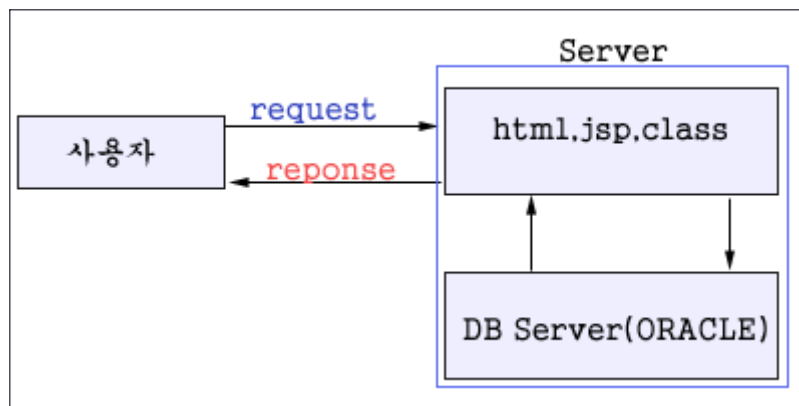 Server
request
html,jsp,class
사용자
reponse
DB Server(ORACLE)